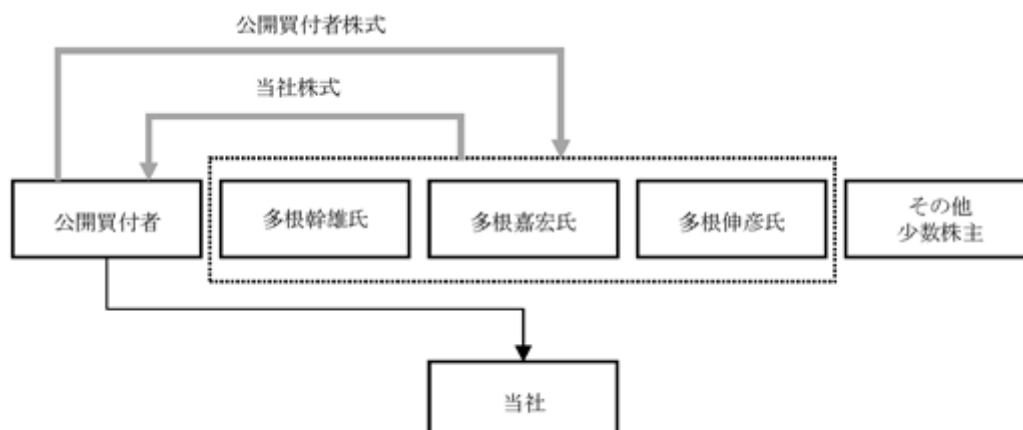 公開買付者株式
当社株式
公開買付者
多根幹雄氏
多根嘉宏氏
多根伸彦氏
その他
少数株主
当社